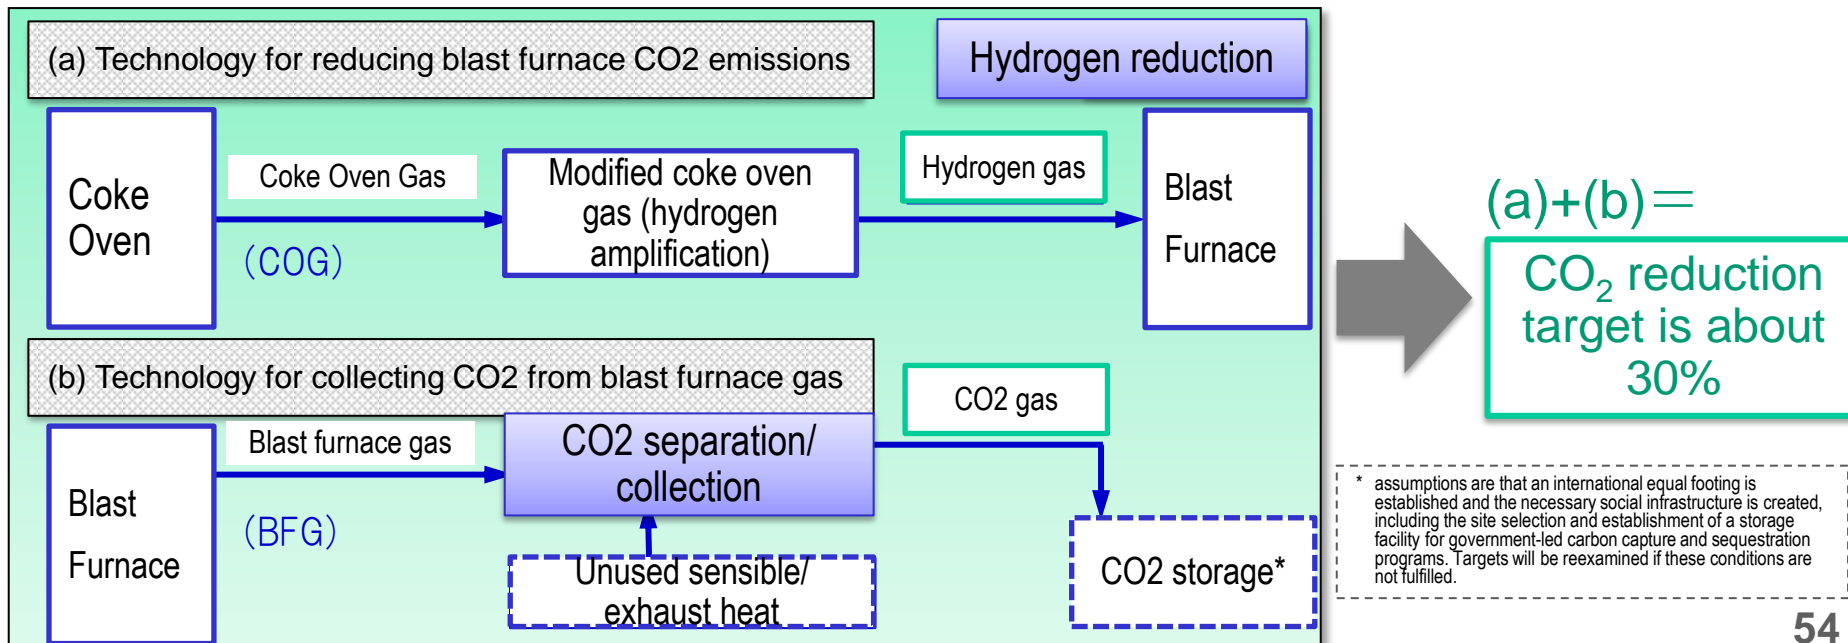 (a) Technology for reducing blast furnace CO2 emissions
Hydrogen reduction
Coke
Oven
Coke Oven Gas
(COG)
Modified coke oven
gas (hydrogen
amplification)
Hydrogen gas
Blast
Furnace
(b) Technology for collecting CO2 from blast furnace gas
Blast
Furnace
Blast furnace gas
(BFG)
CO2 separation/
collection
Unused sensible/
exhaust heat
CO2 gas
CO2 storage*
(a)+(b)＝
CO₂ reduction
target is about
30%
* assumptions are that an international equal footing is
established and the necessary social infrastructure is created,
including the site selection and establishment of a storage
facility for government-led carbon capture and sequestration
programs. Targets will be reexamined if these conditions are
not fulfilled.
54